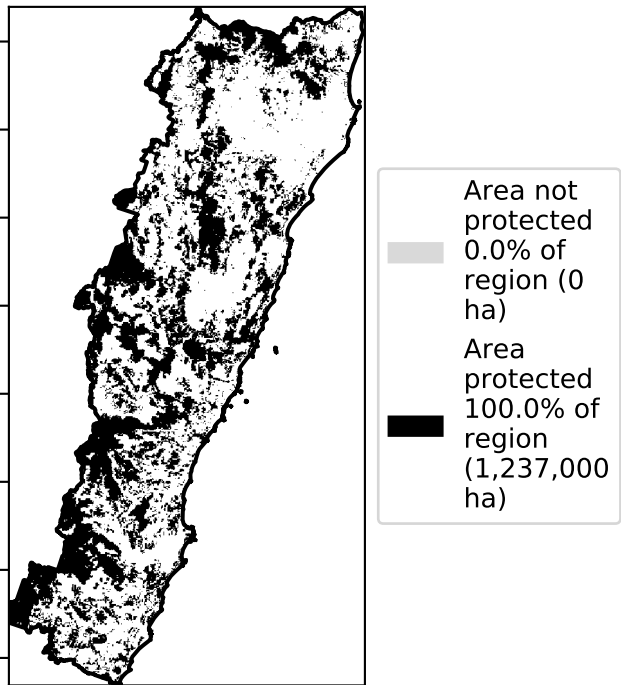 Area not
protected
0.0% of
region (0
ha)
Area
protected
100.0% of
region
(1,237,000
ha)